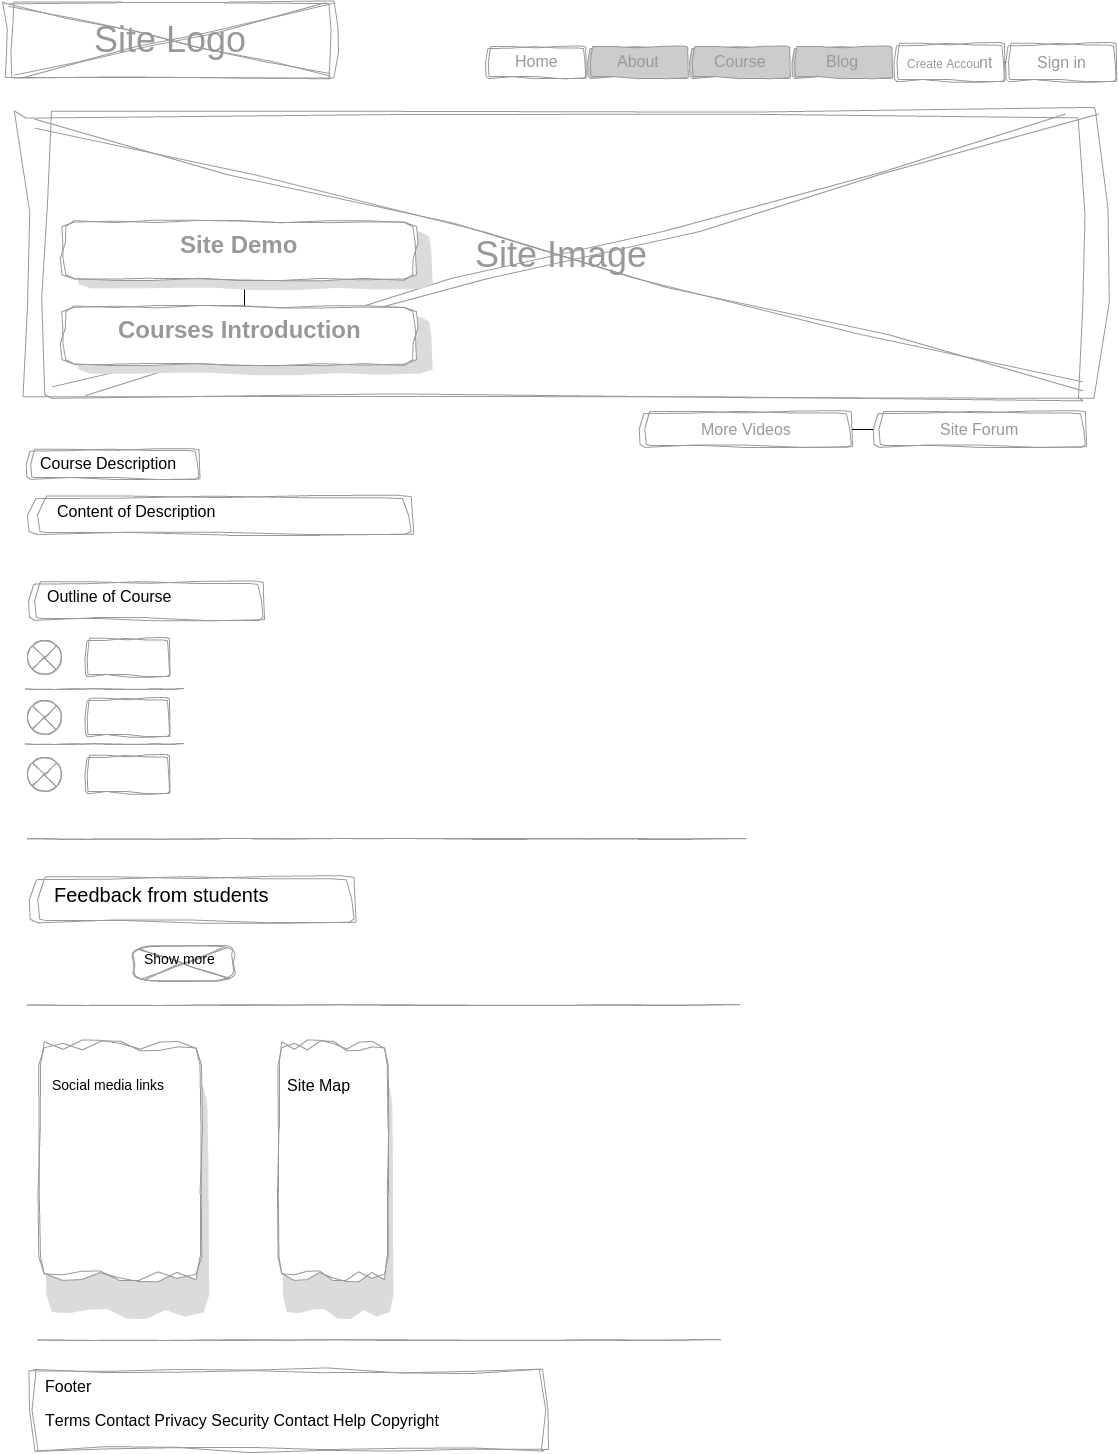 Site Logo
Home
About
Course
Blog
Create Account
Sign in
Site Demo
Site Image
Courses Introduction
More Videos
Site Forum
Course Description
Content of Description
Outline of Course
Feedback from students
Show more
Social media links
Site Map
Footer
Terms Contact Privacy Security Contact Help Copyright